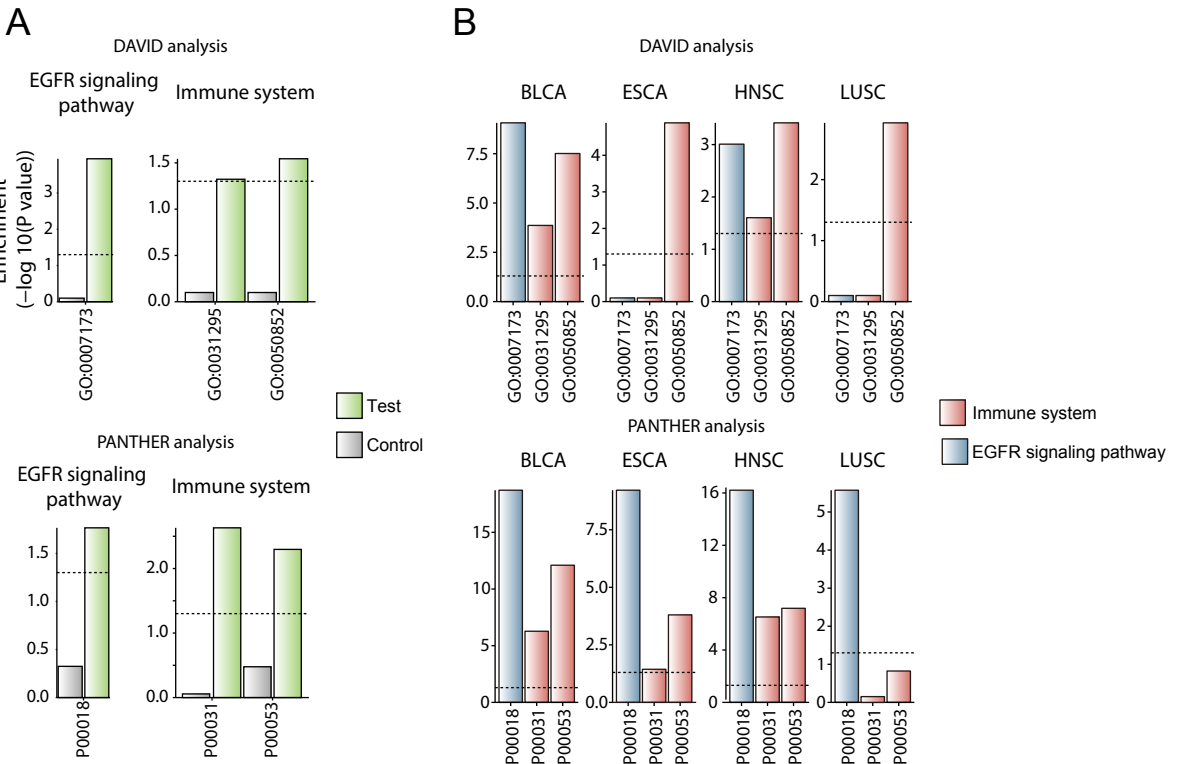 A
B
DAVID analysis
DAVID analysis
EGFR signaling
pathway
Immune system
BLCA
ESCA
HNSC
LUSC
Enrichment
(−log 10(P value))
3
2
1
0
1.5
1.0
0.5
0.0
7.5
5.0
2.5
0.0
4
3
2
1
0
3
2
1
0
2
1
0
GO:0007173
GO:0031295
GO:0050852
GO:0007173
GO:0031295
GO:0050852
GO:0007173
GO:0031295
GO:0050852
GO:0007173
GO:0031295
GO:0050852
GO:0007173
GO:0031295
GO:0050852
Test
Control
Immune system
EGFR signaling pathway
PANTHER analysis
PANTHER analysis
EGFR signaling
pathway
Immune system
BLCA
ESCA
HNSC
LUSC
1.5
1.0
0.5
0.0
2.0
1.0
0.0
15
10
5
0
7.5
5.0
2.5
0.0
16
12
8
4
0
5
4
3
2
1
0
P00018
P00031
P00053
P00018
P00031
P00053
P00018
P00031
P00053
P00018
P00031
P00053
P00018
P00031
P00053